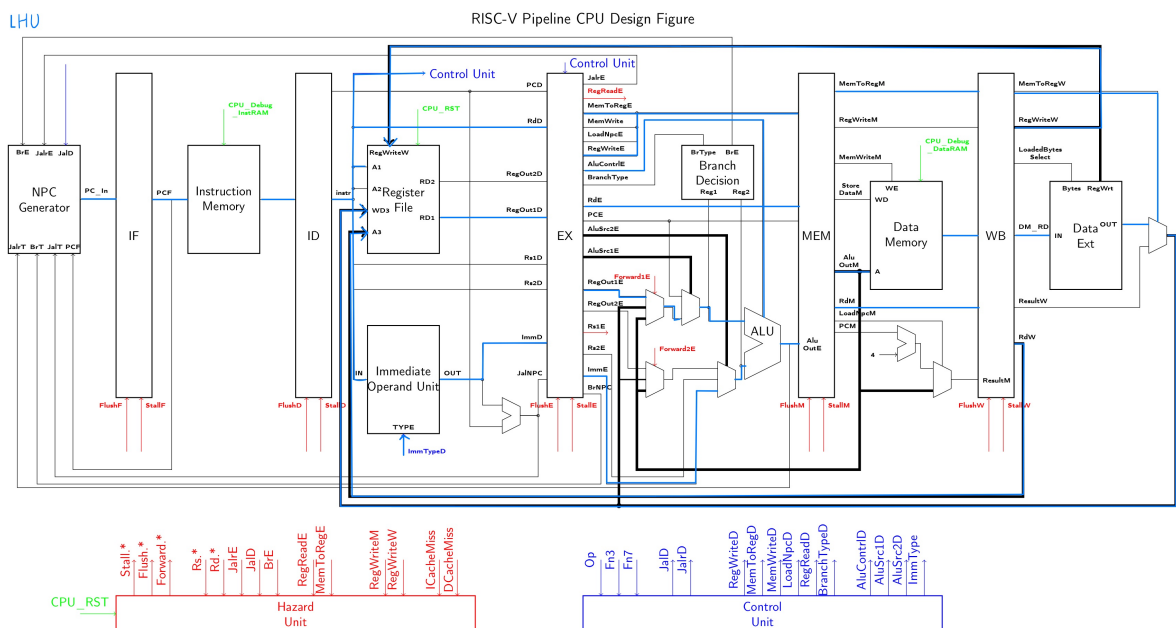 LHU
RISC-V Pipeline CPU Design Figure
Control Unit
Control Unit
JalrE
RegReadE
MemToRegE
MemWrite
LoadNpcE
RegWriteE
AluContrlE
BranchType
RdE
PCE
AluSrc2E
AluSrc1E
RegOut1E
RegOut2E
Rs1E
Rs2E
ImmE
BrNPC
FlushE
StallE
BrE
JalrE
JalD
NPC
Generator
JalrT
BrT
JalT
PCF
PC_In
IF
FlushF
StallF
PCF
CPU_Debug
_InstRAM
Instruction
Memory
ID
FlushD
StallD
instr
CPU_RST
RegWriteW
A1
A2
WD3
A3
Register
File
RD2
RD1
PCD
RdD
RegOut2D
RegOut1D
Rs1D
Rs2D
ImmD
JalNPC
IN
Immediate
Operand Unit
OUT
TYPE
ImmTypeD
EX
BrType
BrE
Branch
Decision
Reg1
Reg2
Forward1E
Forward2E
ALU
MEM
Alu
OutE
FlushM
StallM
MemToRegM
RegWriteM
MemWriteM
Store
DataM
Alu
OutM
RdM
LoadNpcM
PCM
4
CPU_Debug
_DataRAM
WE
WD
Data
Memory
A
WB
ResultM
FlushW
StallW
MemToRegW
RegWriteW
LoadedBytes
Select
DM_RD
ResultW
RdW
Bytes
RegWrt
OUT
IN
Data
Ext
Stall.*
Flush.*
Forward.*
Rs.*
Rd.*
JalrE
JalD
BrE
RegReadE
MemToRegE
RegWriteM
RegWriteW
ICacheMiss
DCacheMiss
CPU_RST
Hazard
Unit
Op
Fn3
Fn7
JalD
JalrD
RegWriteD
MemToRegD
MemWriteD
LoadNpcD
RegReadD
BranchTypeD
AluContrlD
AluSrc1D
AluSrc2D
ImmType
Control
Unit